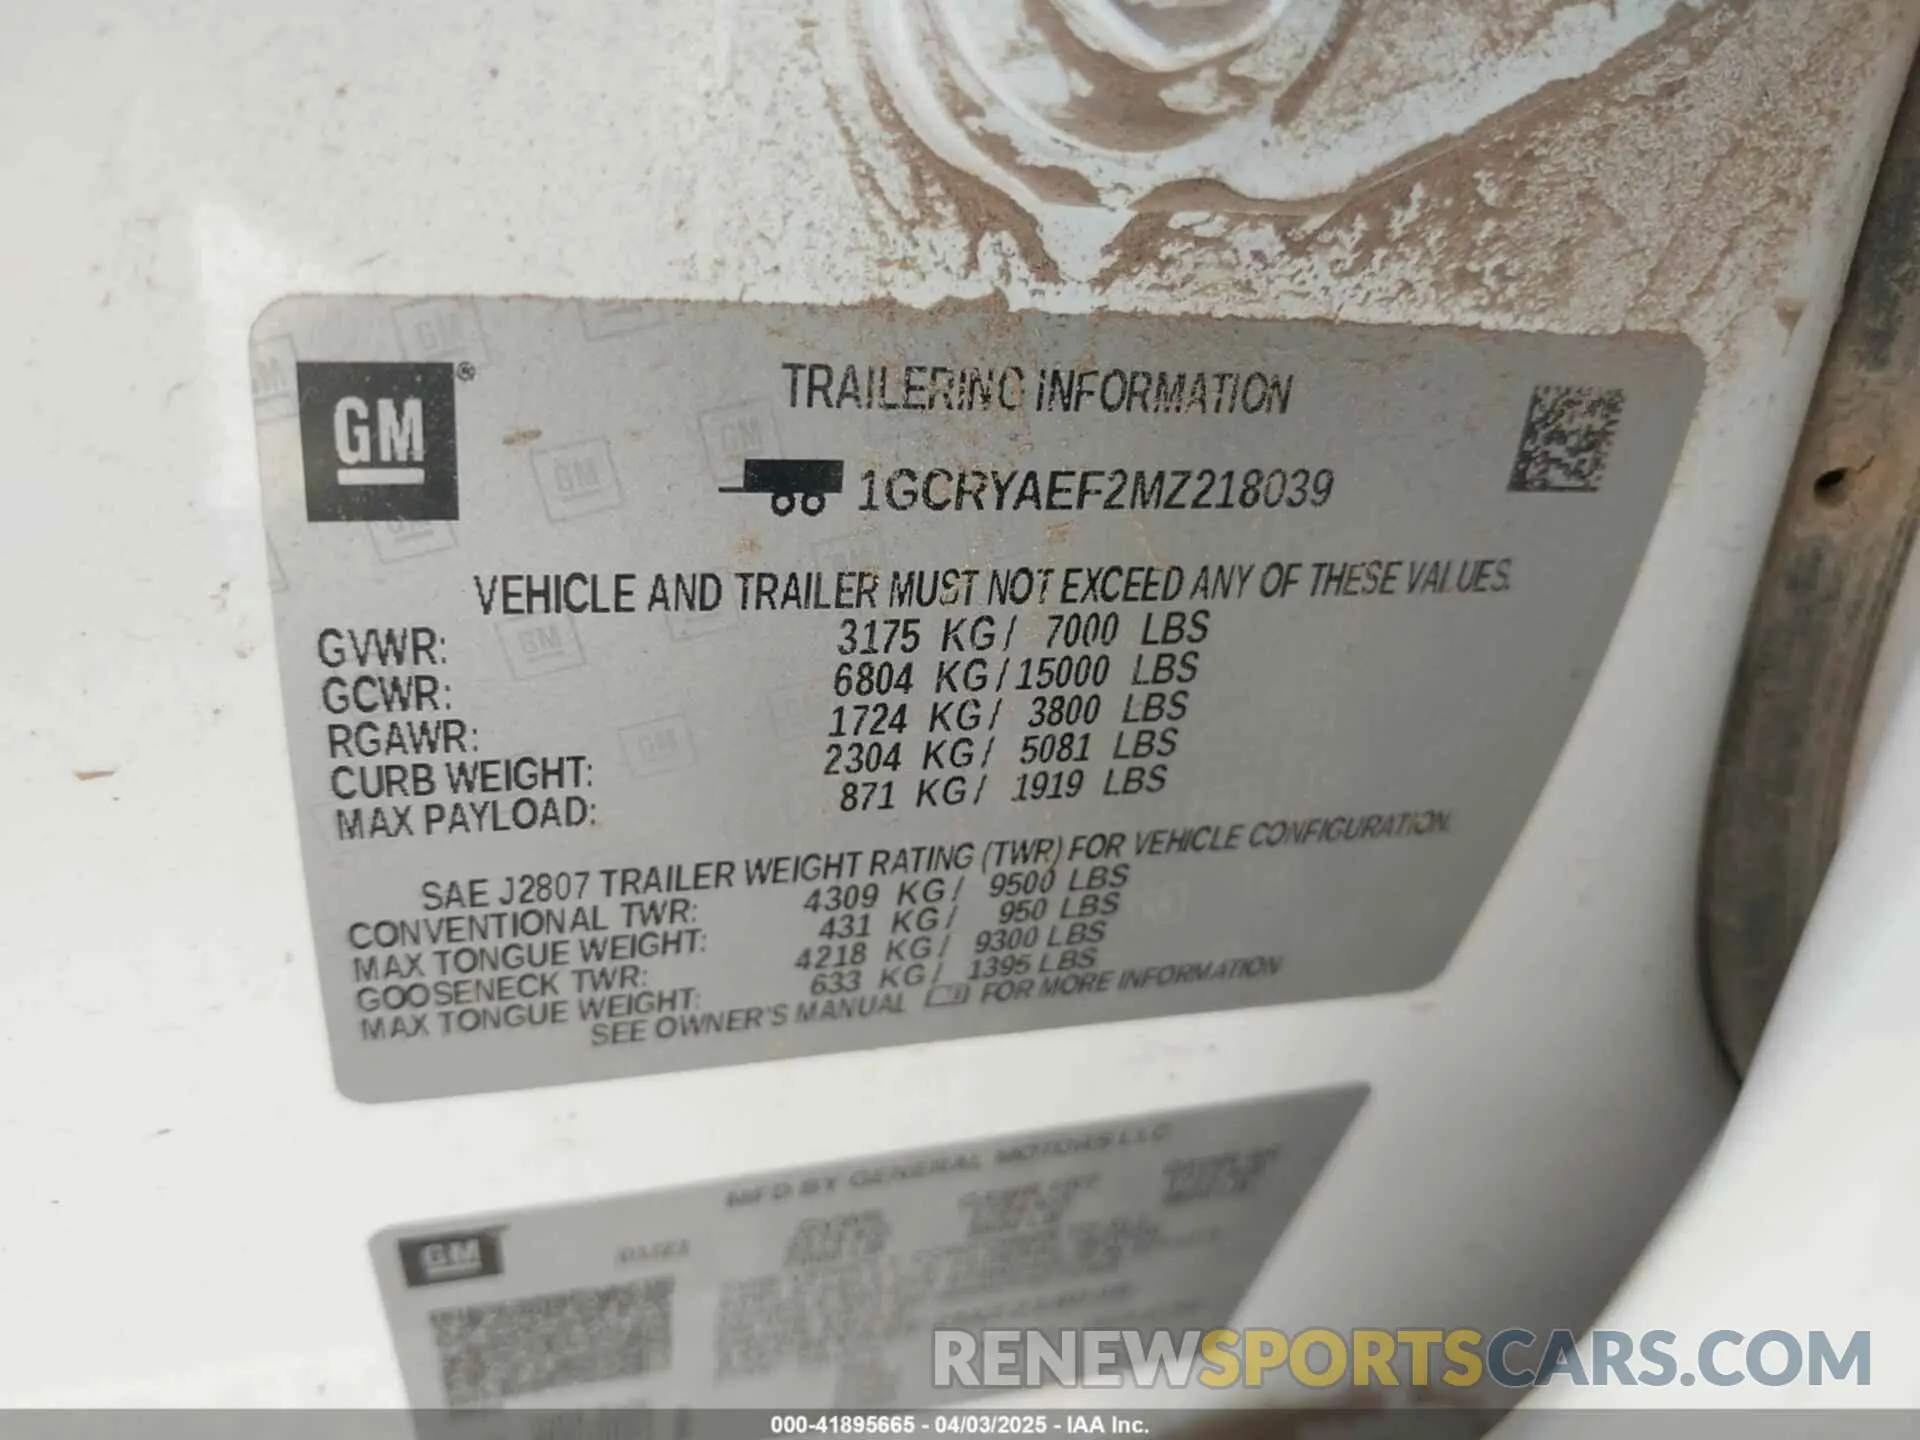 GM ®
TRAILERING INFORMATION
1GCRYAEF2MZ218039
VEHICLE AND TRAILER MUST NOT EXCEED ANY OF THESE VALUES.
GVWR: 3175 KG/ 7000 LBS
GCWR: 6804 KG/15000 LBS
RGAWR: 1724 KG/ 3800 LBS
CURB WEIGHT: 2304 KG/ 5081 LBS
MAX PAYLOAD: 871 KG/ 1919 LBS
SAE J2807 TRAILER WEIGHT RATING (TWR) FOR VEHICLE CONFIGURATION.
CONVENTIONAL TWR: 4309 KG/ 9500 LBS
MAX TONGUE WEIGHT: 431 KG/ 950 LBS
GOOSENECK TWR: 4218 KG/ 9300 LBS
MAX TONGUE WEIGHT: 633 KG/ 1395 LBS
SEE OWNER'S MANUAL FOR MORE INFORMATION
MFD BY GENERAL MOTORS LLC
GM
RENEWSPORTSCARS.COM
000-41895665 - 04/03/2025 - IAA Inc.